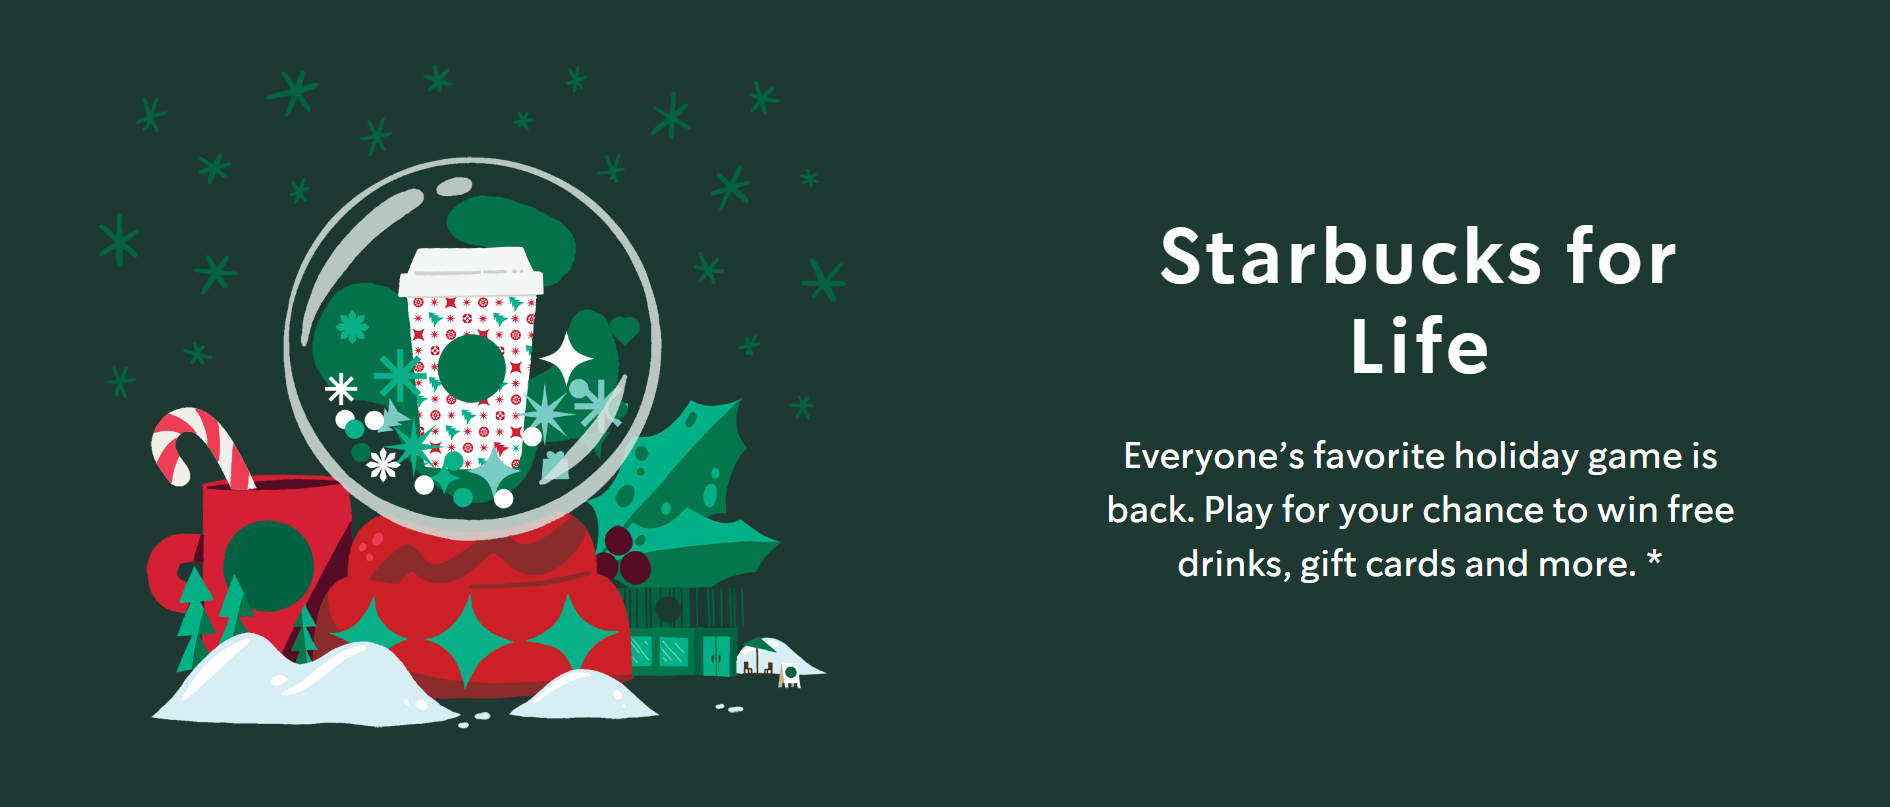 Starbucks for
Life
Everyone’s favorite holiday game is
back. Play for your chance to win free
drinks, gift cards and more. *